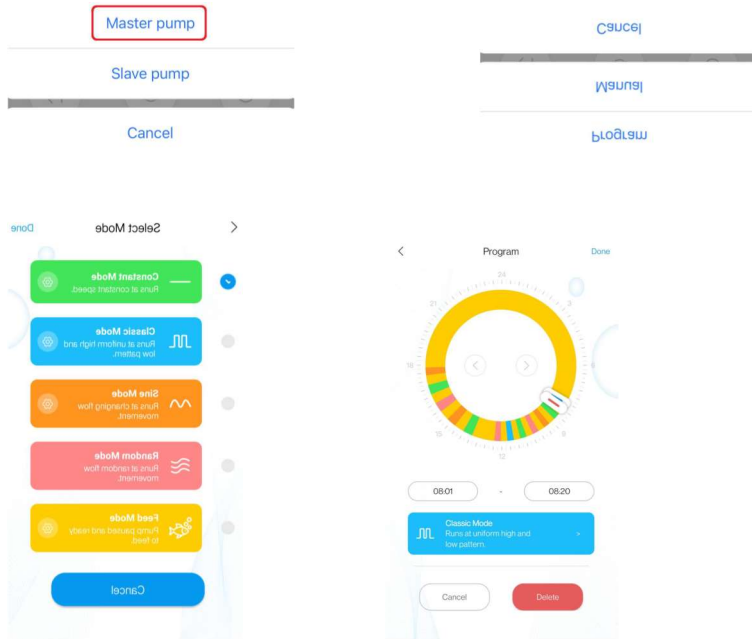 Master pump
Slave pump
Cancel
Cancel
Manual
Program
Done
Select Mode
Constant Mode
Runs at constant speed.
Classic Mode
Runs at uniform high and
low pattern.
Sine Mode
Runs at changing flow
movement.
Random Mode
Runs at random flow
movement.
Feed Mode
Pump paused and ready
to feed.
Cancel
Program
Done
24
21
3
18
6
15
9
12
08:01
-
08:20
Classic Mode
Runs at uniform high and
low pattern.
Cancel
Delete